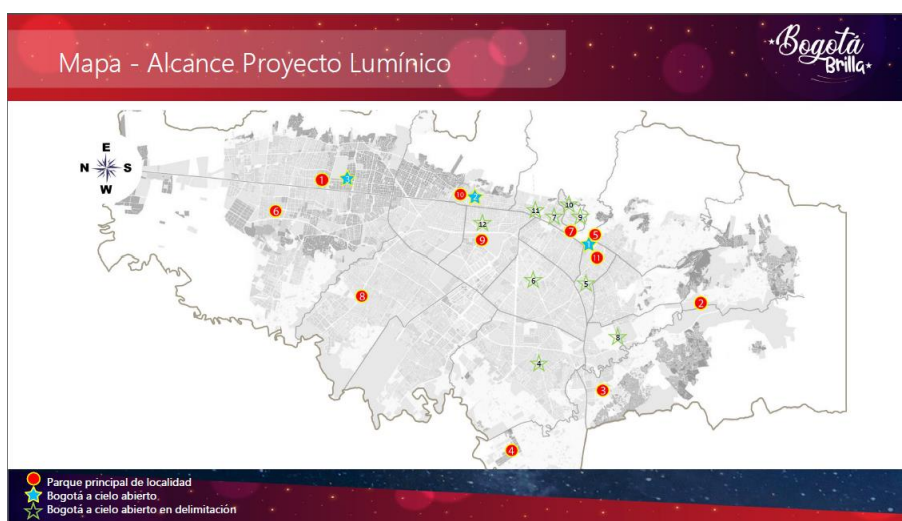 Mapa - Alcance Proyecto Lumínico
Bogotá
Brilla
E
N S
W
1
3
10
2
6
12
9
11
10
7
9
7
5
1
11
8
6
5
2
8
4
3
4
Parque principal de localidad
Bogotá a cielo abierto
Bogotá a cielo abierto en delimitación